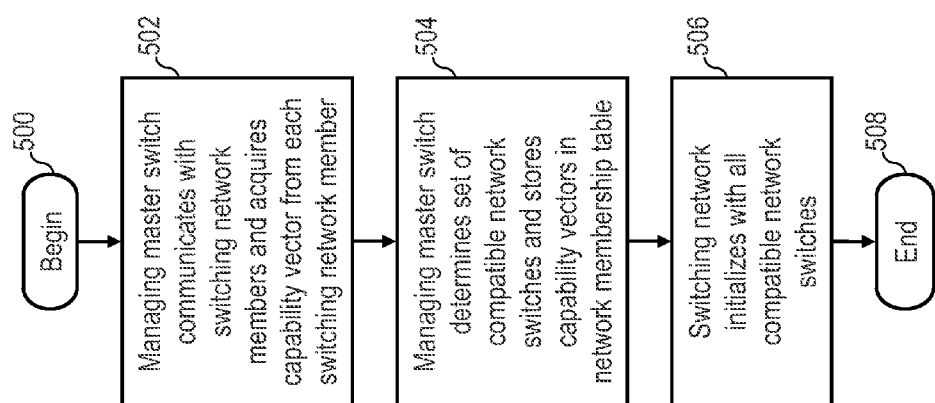 500
Begin
502
Managing master switch
communicates with
switching network
members and acquires
capability vector from each
switching network member
504
Managing master switch
determines set of
compatible network
switches and stores
capability vectors in
network membership table
506
Switching network
initializes with all
compatible network
switches
508
End